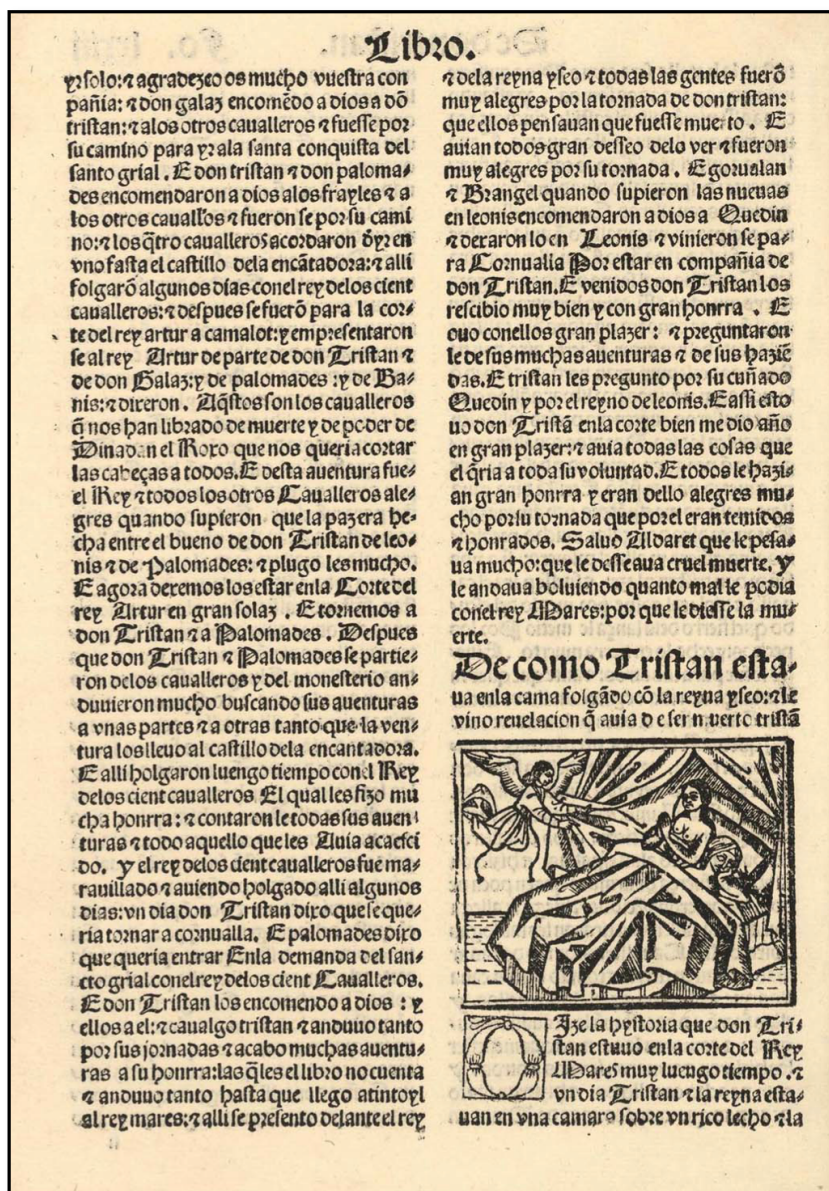 Libro.
yr solo: ⁊ agradezco os mucho vuestra con
pañia: ⁊ don galaz encomẽdo a dios a dõ
tristan: ⁊ alos otros caualleros ⁊ fuesse por
su camino para yr ala santa conquista del
santo grial. E don tristan ⁊ don paloma⸗
des encomendaron a dios alos frayles ⁊ a
los otros cauall'os ⁊ fueron se por su cami
no: ⁊ los q̃tro caualleros acordaron d̓ yr en
vno fasta el castillo dela encãtadora: ⁊ alli
folgarõ algunos dias conel rey delos cient
caualleros: ⁊ despues se fuerõ para la cor⸗
te del rey artur a camalot: y empresentaron
se al rey Artur de parte de don Tristan ⁊
de don Galaz: y de palomades : y de Ba⸗
nis: ⁊ dixeron. Aq̃stos son los caualleros
q̃ nos han librado de muerte y de poder de
Dinadan el Roxo que nos queria cortar
las cabeças a todos. E desta auentura fue⸗
el Rey ⁊ todos los otros Caualleros ale⸗
gres quando supieron que la paz era he⸗
cha entre el bueno de don Tristan de leo⸗
nis ⁊ de Palomades: ⁊ plugo les mucho.
E agora dexemos los estar enla Corte del
rey Artur en gran solaz . E tornemos a
don Tristan ⁊ a Palomades . Despues
que don Tristan ⁊ Palomades se partie⸗
ron delos caualleros y del monesterio an⸗
duuieron mucho buscando sus auenturas
a vnas partes ⁊ a otras tanto que la ven⸗
tura los lleuo al castillo dela encantadora.
E alli holgaron luengo tiempo conel Rey
delos cient caualleros El qual les fizo mu
cha honrra : ⁊ contaron le todas sus auen
turas ⁊ todo aquello que les Auia acaesci
do. y el rey delos cient caualleros fue ma⸗
rauillado ⁊ auiendo holgado alli algunos
dias: vn dia don Tristan dixo que se que⸗
ria tornar a cornualla. E palomades dixo
que queria entrar Enla demanda del san⸗
cto grial conel rey delos cient Caualleros.
E don Tristan los encomendo a dios : y
ellos a el: ⁊ caualgo tristan ⁊ anduuo tanto
por sus jornadas ⁊ acabo muchas auentu⸗
ras a su honrra: las q̃les el libro no cuenta
⁊ anduuo tanto hasta que llego a tintoyl
al rey mares: ⁊ alli se presento delante el rey
⁊ dela reyna yseo ⁊ todas las gentes fuerõ
muy alegres por la tornada de don tristan:
que ellos pensauan que fuesse muerto . E
auian todos gran desseo delo ver ⁊ fueron
muy alegres por su tornada . E gorualan
⁊ Brangel quando supieron las nueuas
en leonis encomendaron a dios a Quedin
⁊ dexaron lo en Leonis ⁊ vinieron se pa⸗
ra Cornualla Por estar en compañia de
don Tristan. E venidos don Tristan los
rescibio muy bien y con gran honrra . E
ouo conellos gran plazer : ⁊ preguntaron
le de sus muchas auenturas ⁊ de sus haziẽ
das. E tristan les pregunto por su cuñado
Quedin y por el reyno de leonis. E assi esto
uo don Tristã enla corte bien medio año
en gran plazer: ⁊ auia todas las cosas que
el q̃ria a toda su voluntad. E todos le hazi⸗
an gran honrra y eran dello alegres mu⸗
cho por su tornada que por el eran temidos
⁊ honrados. Saluo Aldaret que le pesa⸗
ua mucho: que le desseaua cruel muerte. y
le andaua boluiendo quanto mal le podia
conel rey Mares: por que le diesse la mu⸗
erte.
De como Tristan esta⸗
ua enla cama folgãdo cõ la reyna yseo: ⁊ le
vino reuelacion q̃ auia de ser muerto tristã
Dize la hystoria que don Tri⸗
stan estuuo enla corte del Rey
Mares muy luengo tiempo . ⁊
vn dia Tristan ⁊ la reyna esta⸗
uan en vna camara sobre vn rico lecho ⁊ la